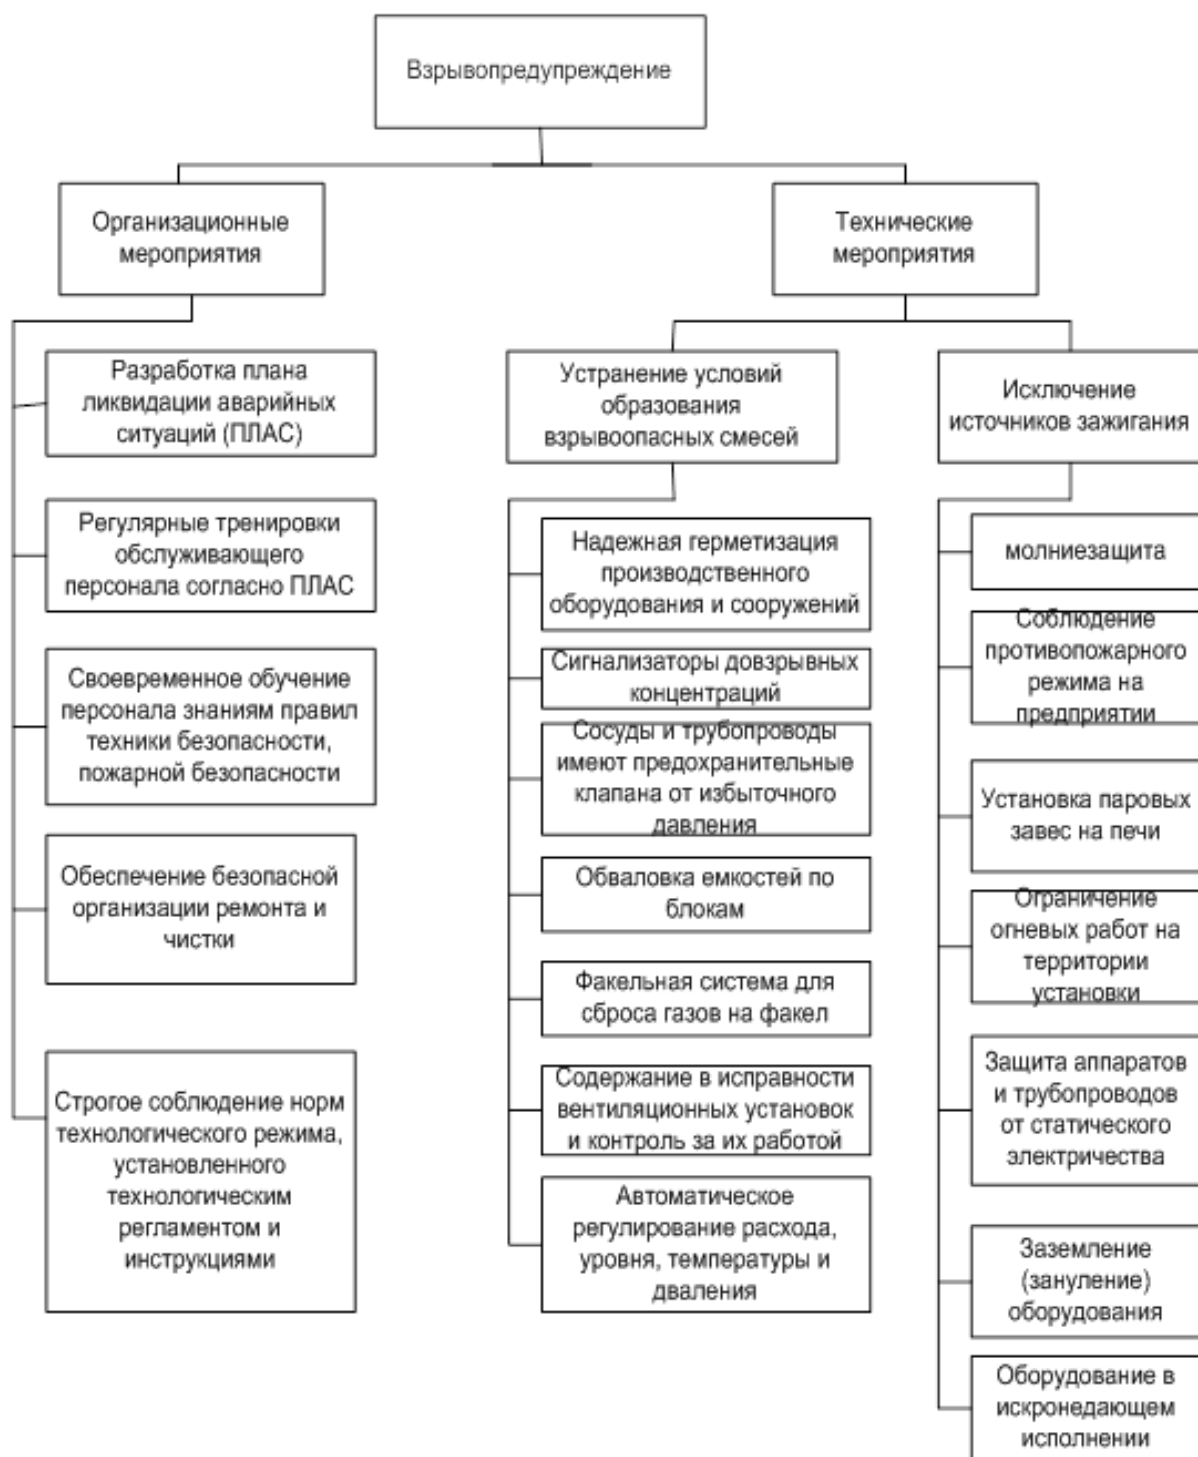 Взрывопредупреждение
Организационные
мероприятия
Разработка плана
ликвидации аварийных
ситуаций (ПЛАС)
Регулярные тренировки
обслуживающего
персонала согласно ПЛАС
Своевременное обучение
персонала знаниям правил
техники безопасности,
пожарной безопасности
Обеспечение безопасной
организации ремонта и
чистки
Строгое соблюдение норм
технологического режима,
установленного
технологическим
регламентом и
инструкциями
Технические
мероприятия
Устранение условий
образования
взрывоопасных смесей
Надежная герметизация
производственного
оборудования и сооружений
Сигнализаторы довзрывных
концентраций
Сосуды и трубопроводы
имеют предохранительные
клапана от избыточного
давления
Обваловка емкостей по
блокам
Факельная система для
сброса газов на факел
Содержание в исправности
вентиляционных установок
и контроль за их работой
Автоматическое
регулирование расхода,
уровня, температуры и
дваления
Исключение
источников зажигания
молниезащита
Соблюдение
противопожарного
режима на
предприятии
Установка паровых
завес на печи
Ограничение
огневых работ на
территории
установки
Защита аппаратов
и трубопроводов
от статического
электричества
Заземление
(зануление)
оборудования
Оборудование в
искронедающем
исполнении